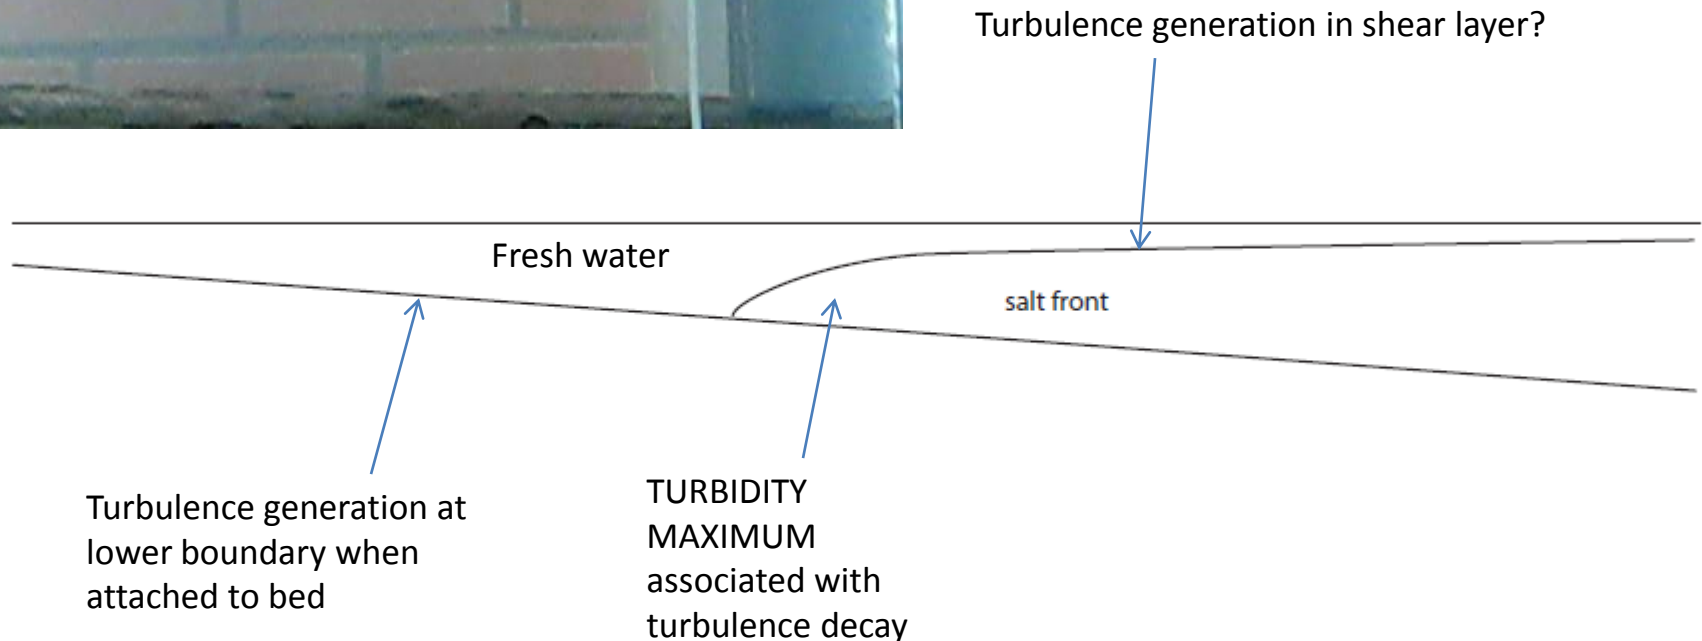 Turbulence generation in shear layer?
Fresh water
salt front
Turbulence generation at
lower boundary when
attached to bed
TURBIDITY
MAXIMUM
associated with
turbulence decay